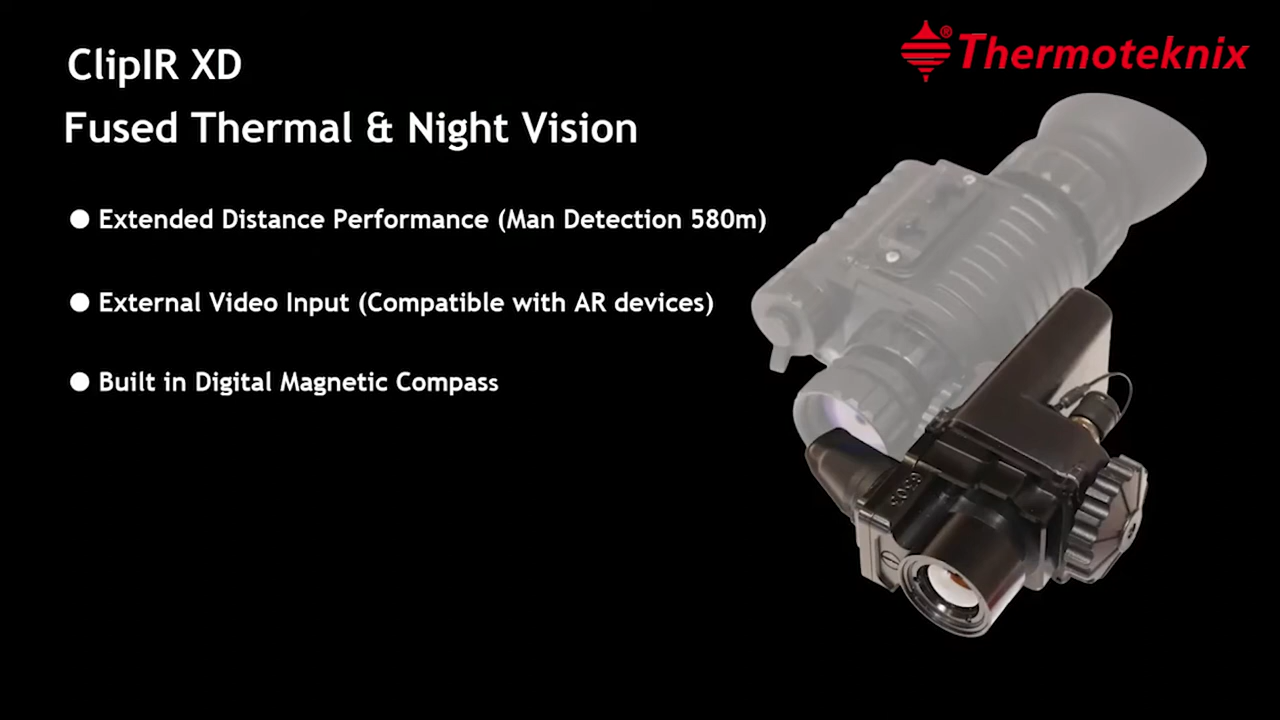 ClipIR XD
Thermoteknix®
Fused Thermal & Night Vision
● Extended Distance Performance (Man Detection 580m)
● External Video Input (Compatible with AR devices)
● Built in Digital Magnetic Compass